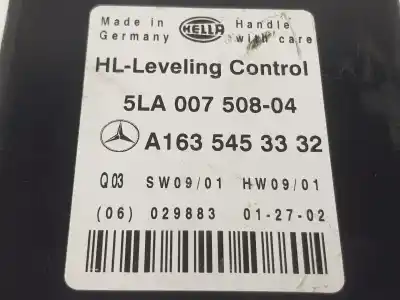 Made in Germany HELLA Handle with care
HL-Leveling Control
5LA 007 508-04
A163 545 33 32
Q03 SW09/01 HW09/01
(06) 029883 01-27-02